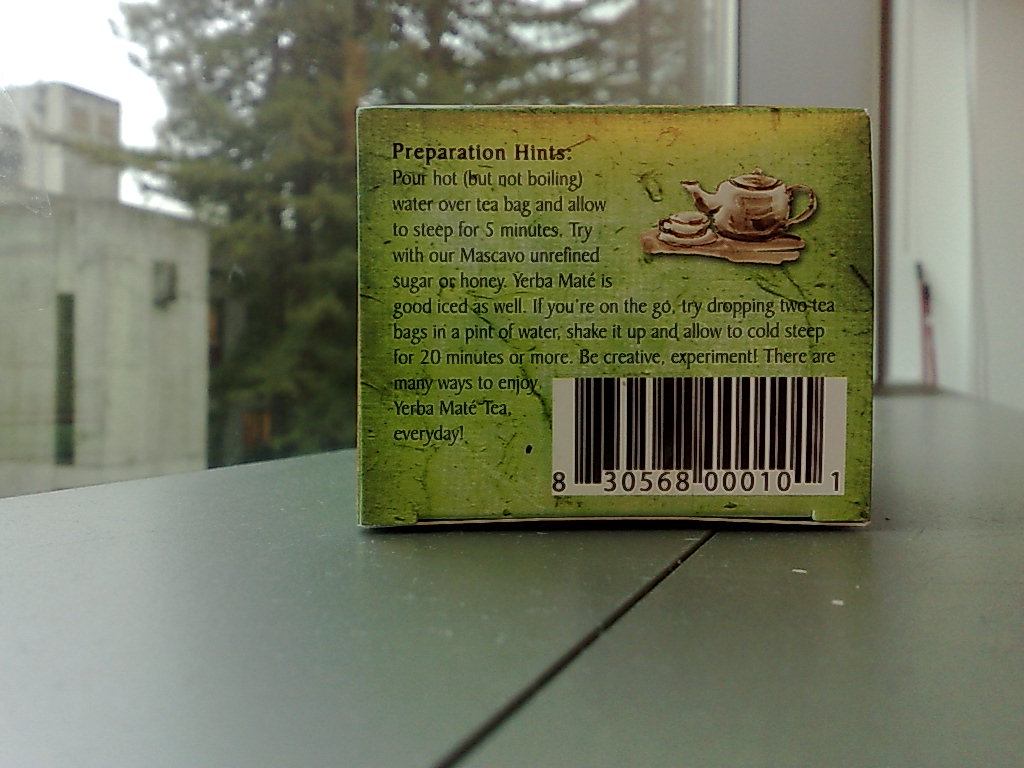 Preparation Hints:
Pour hot (but not boiling)
water over tea bag and allow
to steep for 5 minutes. Try
with our Mascavo unrefined
sugar or honey. Yerba Maté is
good iced as well. If you're on the go, try dropping two tea
bags in a pint of water, shake it up and allow to cold steep
for 20 minutes or more. Be creative, experiment! There are
many ways to enjoy
Yerba Maté Tea,
everyday!
8 30568 00010 1